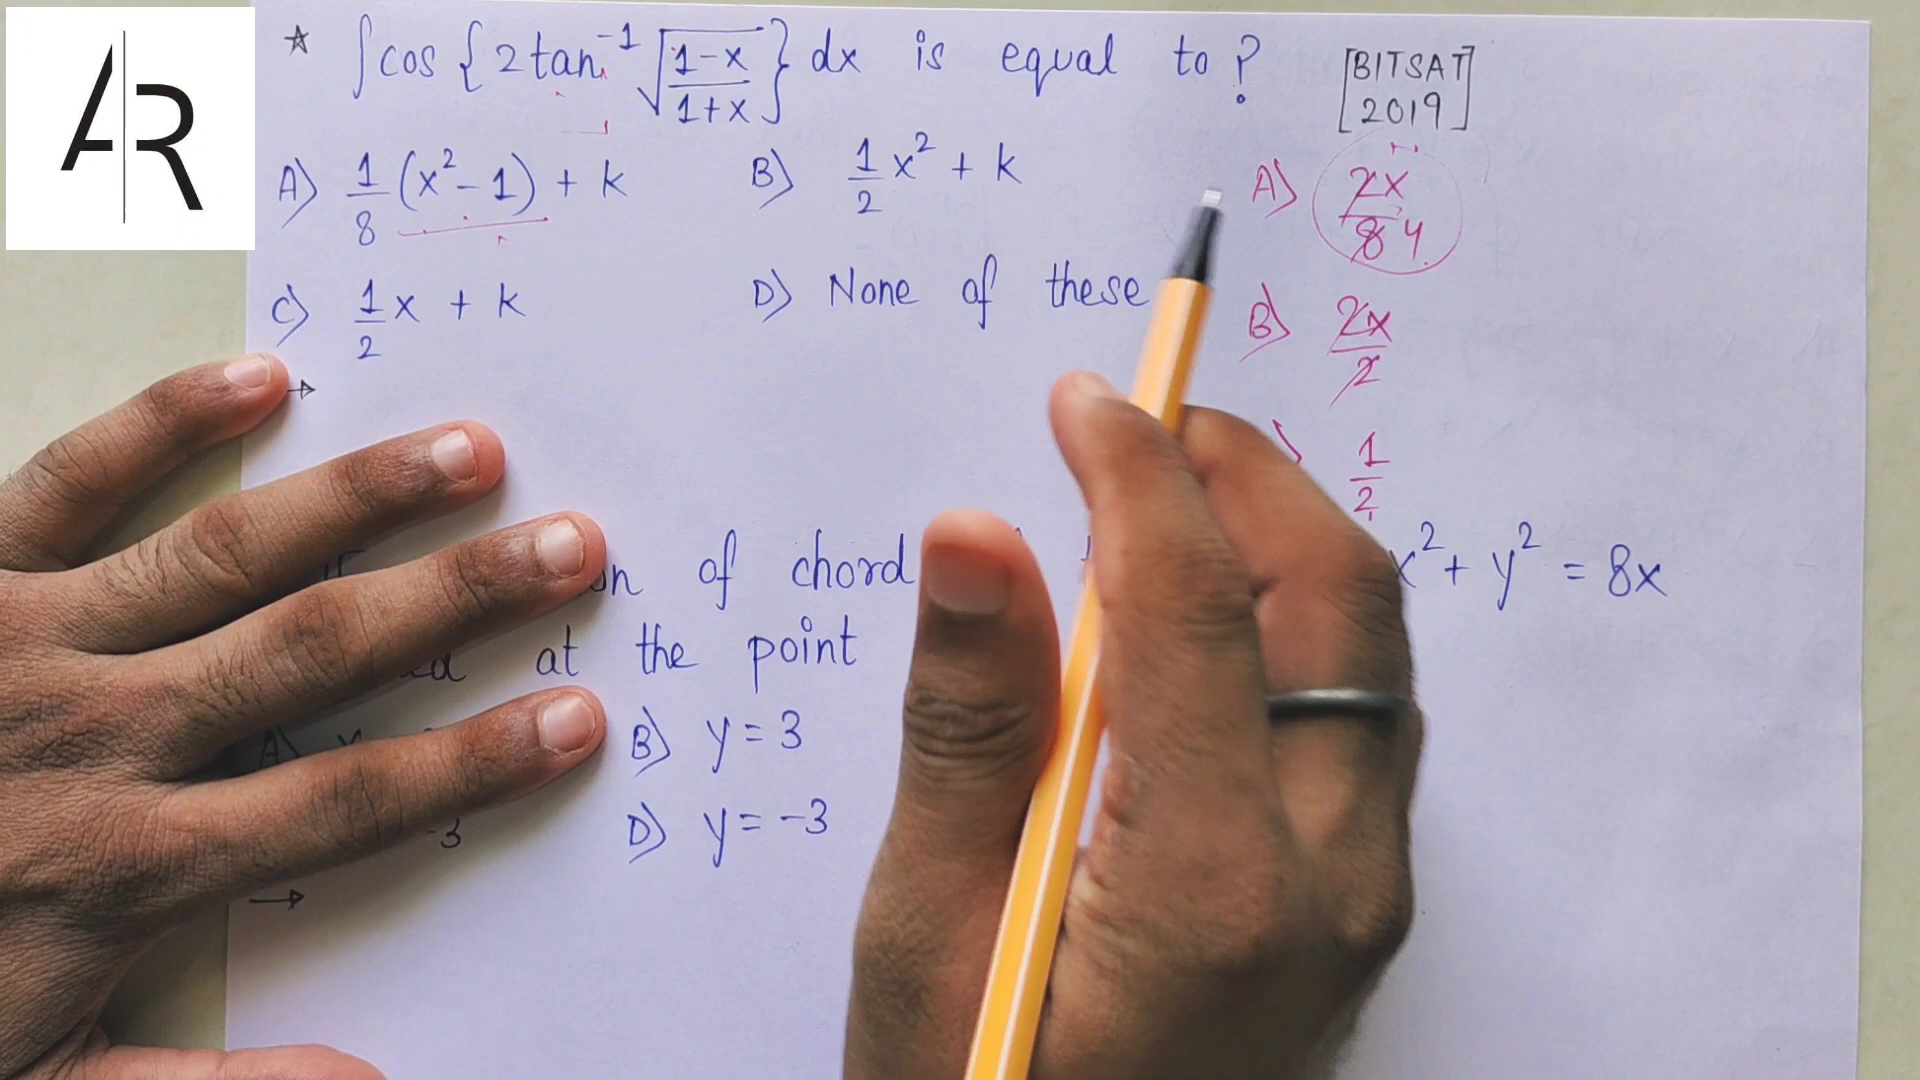 AR
☆ ∫cos {2 tan⁻¹ √((1-x)/(1+x))} dx is equal to ? [BITSAT 2019]
A) 1/8 (x² - 1) + k B) 1/2 x² + k
C) 1/2 x + k D) None of these
A) 2x/8 4
B) 2x/2
1/2
→
of chord x² + y² = 8x
at the point
A) B) y = 3
-3 D) y = -3
→